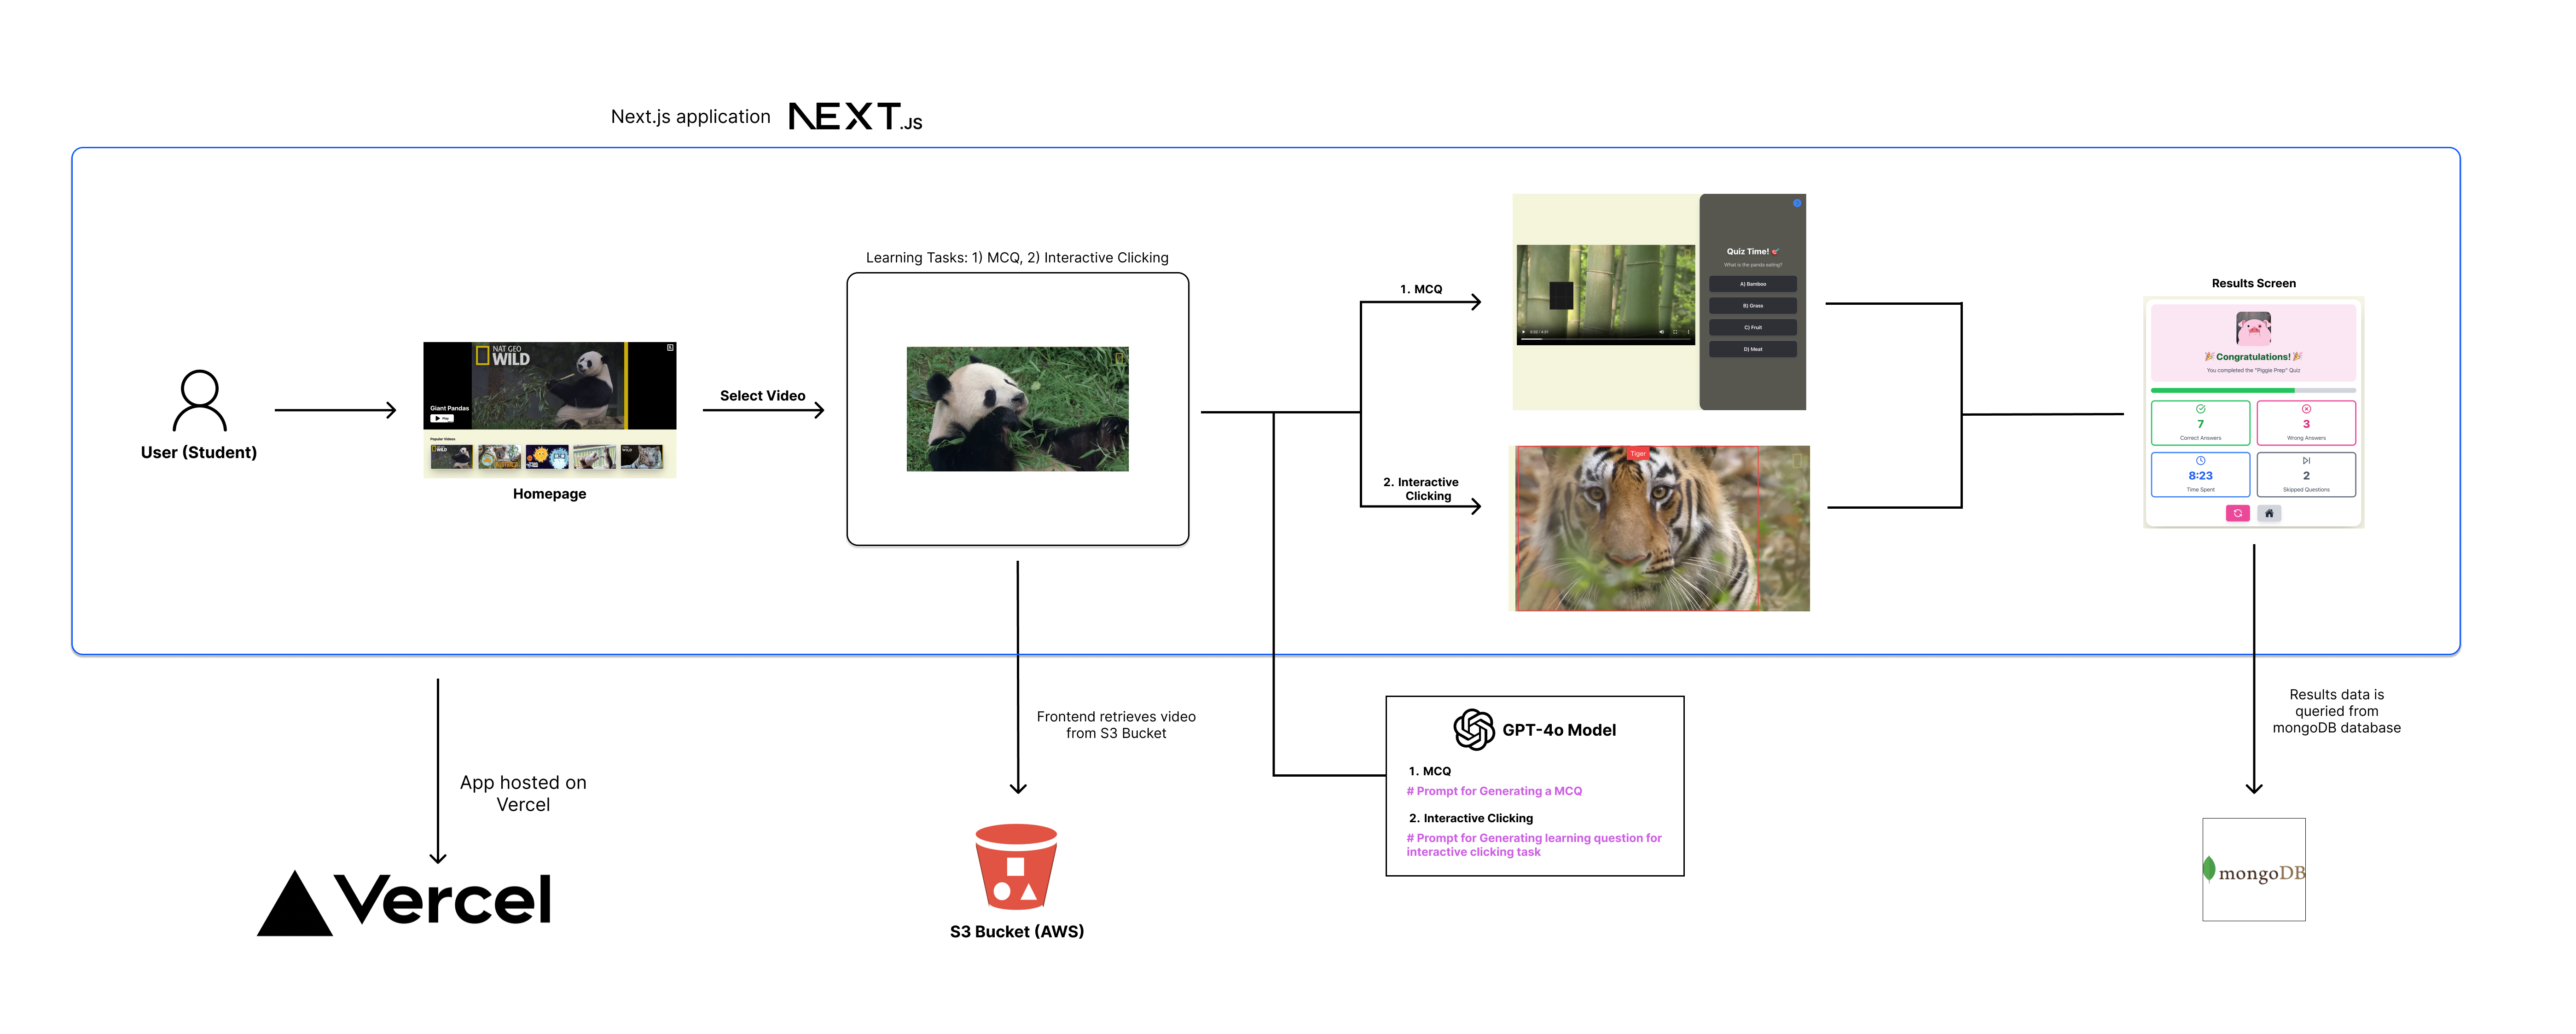 Next.js application NEXT.JS
Learning Tasks: 1) MCQ, 2) Interactive Clicking
User (Student)
NAT GEO
WILD
Giant Pandas
Play
Popular Videos
Homepage
Select Video
1. MCQ
2. Interactive
Clicking
Quiz Time!
What is the panda eating?
A) Bamboo
B) Grass
C) Fruit
D) Meat
Tiger
Results Screen
Congratulations!
You completed the "Piggie Prep" Quiz
7
Correct Answers
3
Wrong Answers
8:23
Time Spent
2
Skipped Questions
App hosted on
Vercel
Vercel
Frontend retrieves video
from S3 Bucket
S3 Bucket (AWS)
GPT-4o Model
1. MCQ
# Prompt for Generating a MCQ
2. Interactive Clicking
# Prompt for Generating learning question for
interactive clicking task
Results data is
queried from
mongoDB database
mongoDB